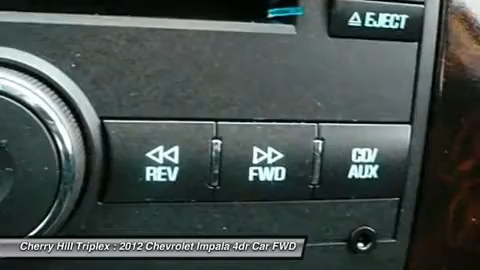 ▲EJECT
REV
FWD
CD/
AUX
Cherry Hill Triplex : 2012 Chevrolet Impala 4dr Car FWD